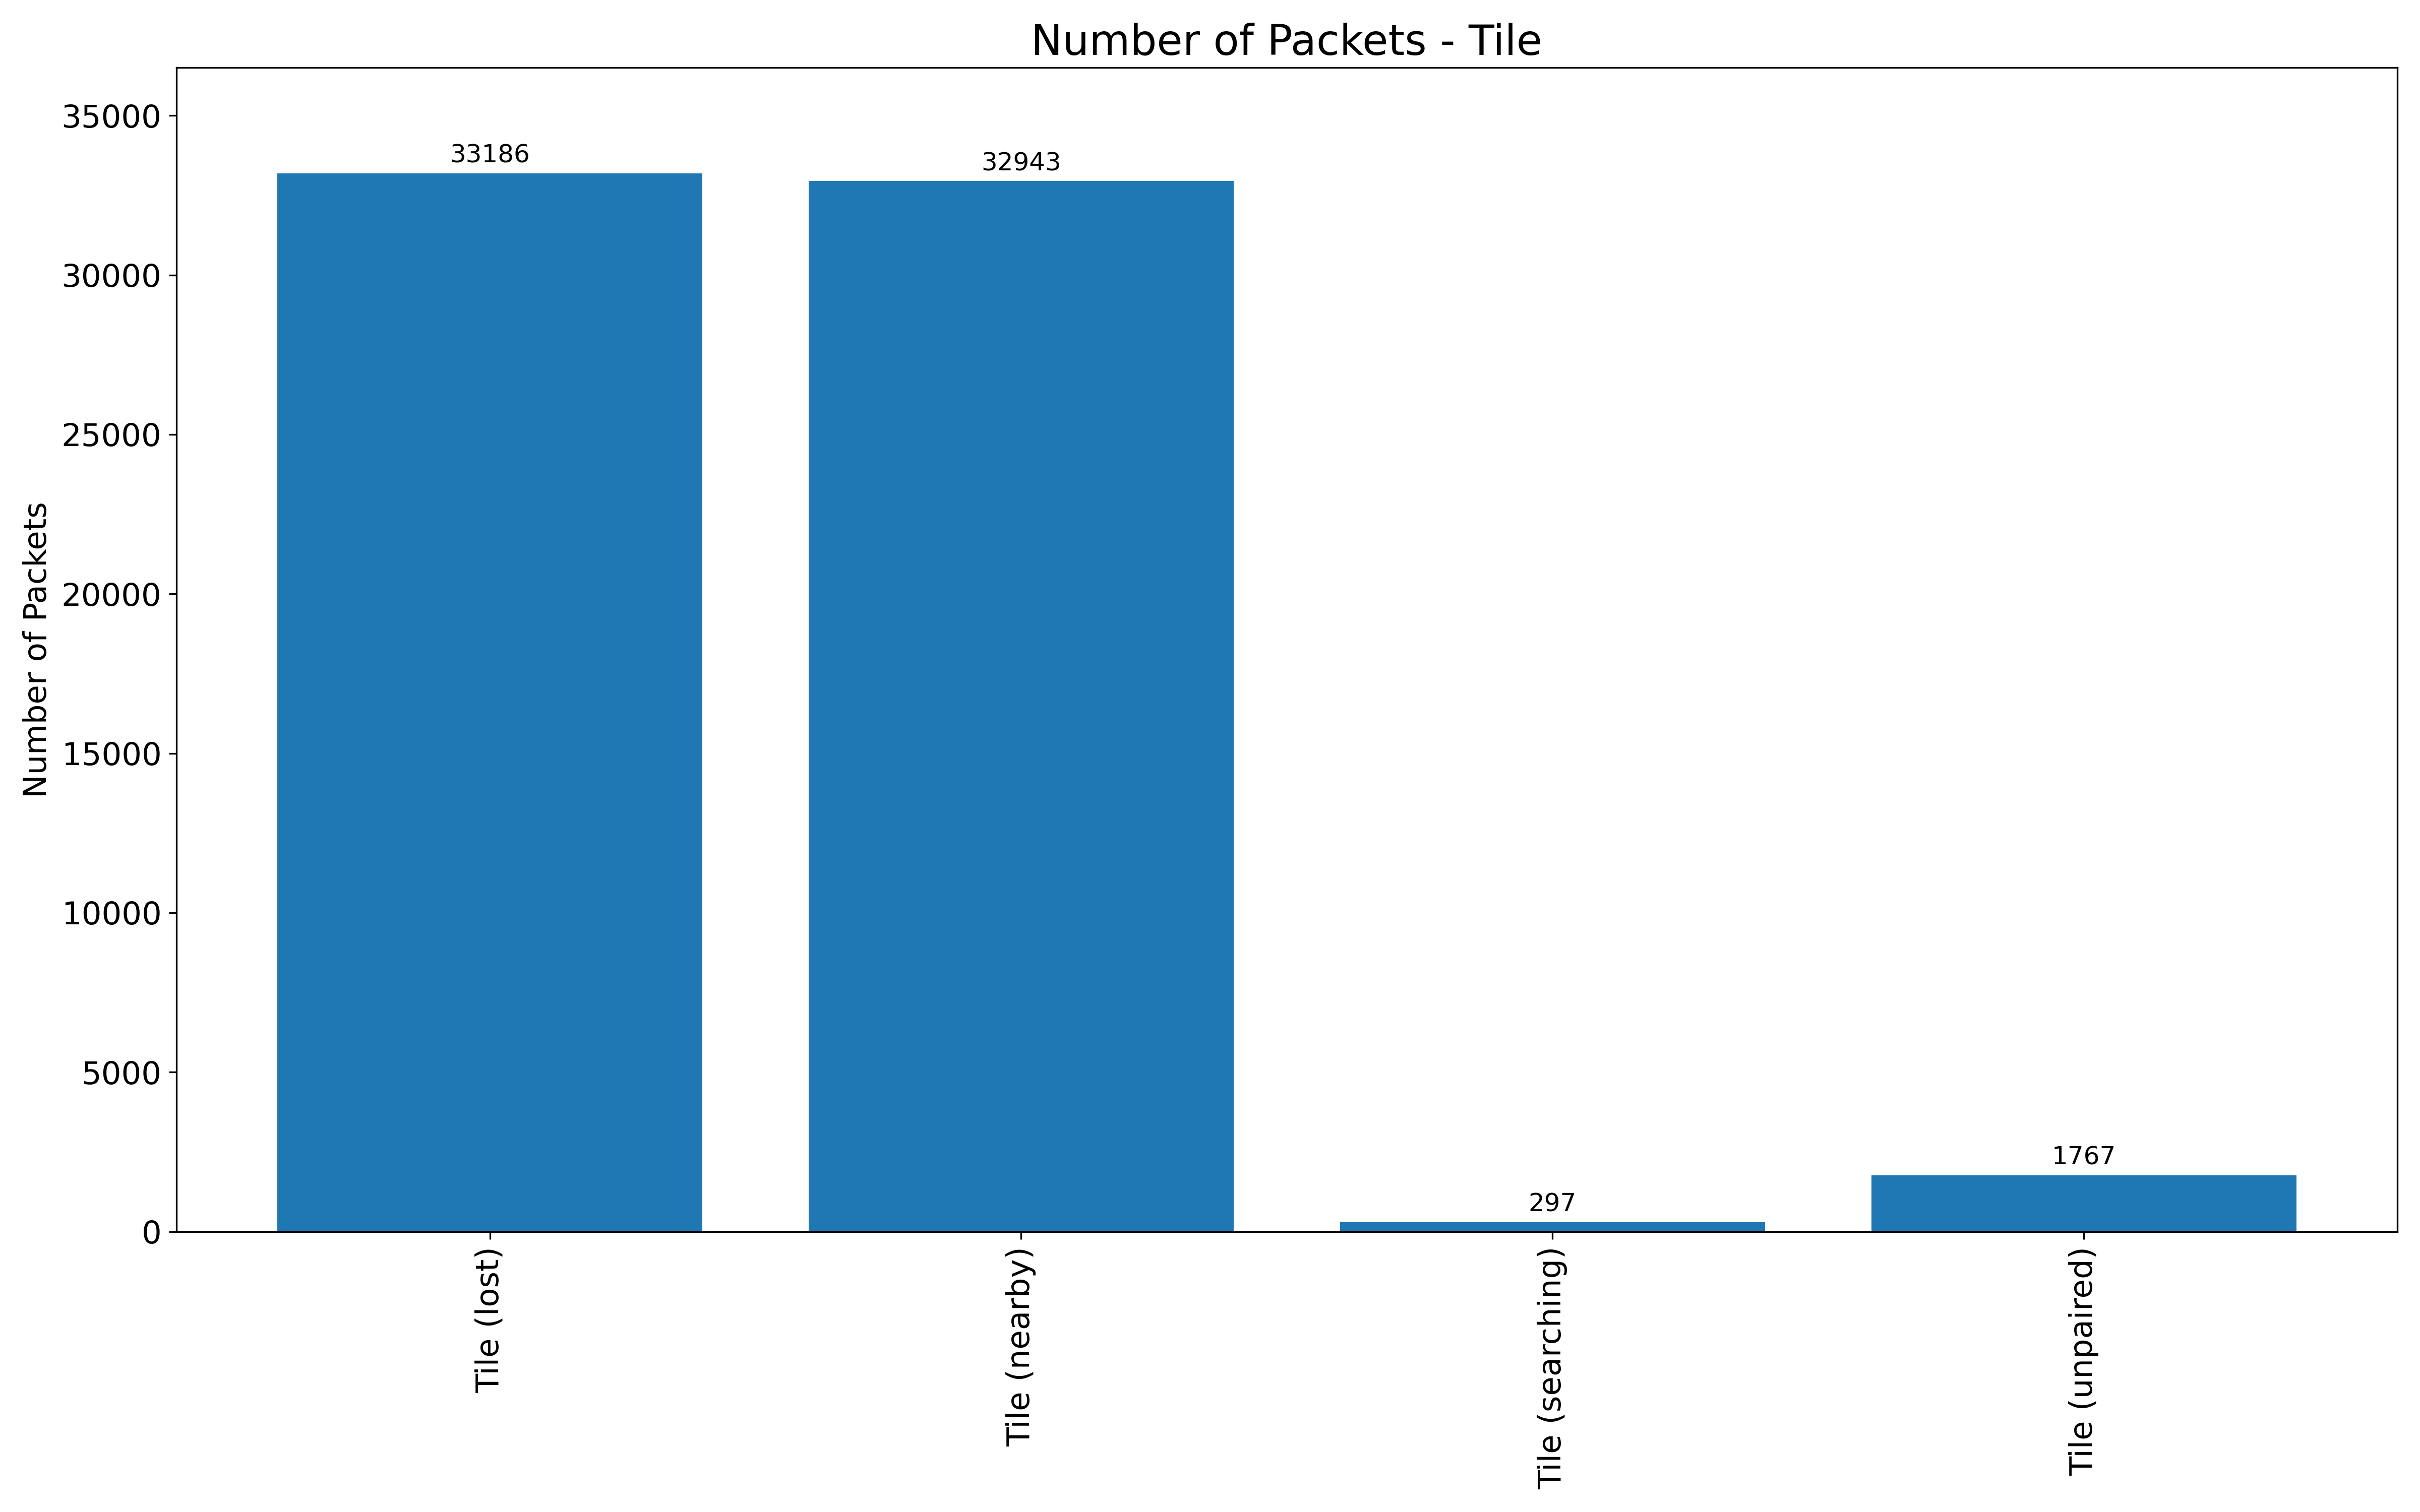 Number of Packets - Tile
Number of Packets
35000
30000
25000
20000
15000
10000
5000
0
33186
32943
297
1767
Tile (lost)
Tile (nearby)
Tile (searching)
Tile (unpaired)